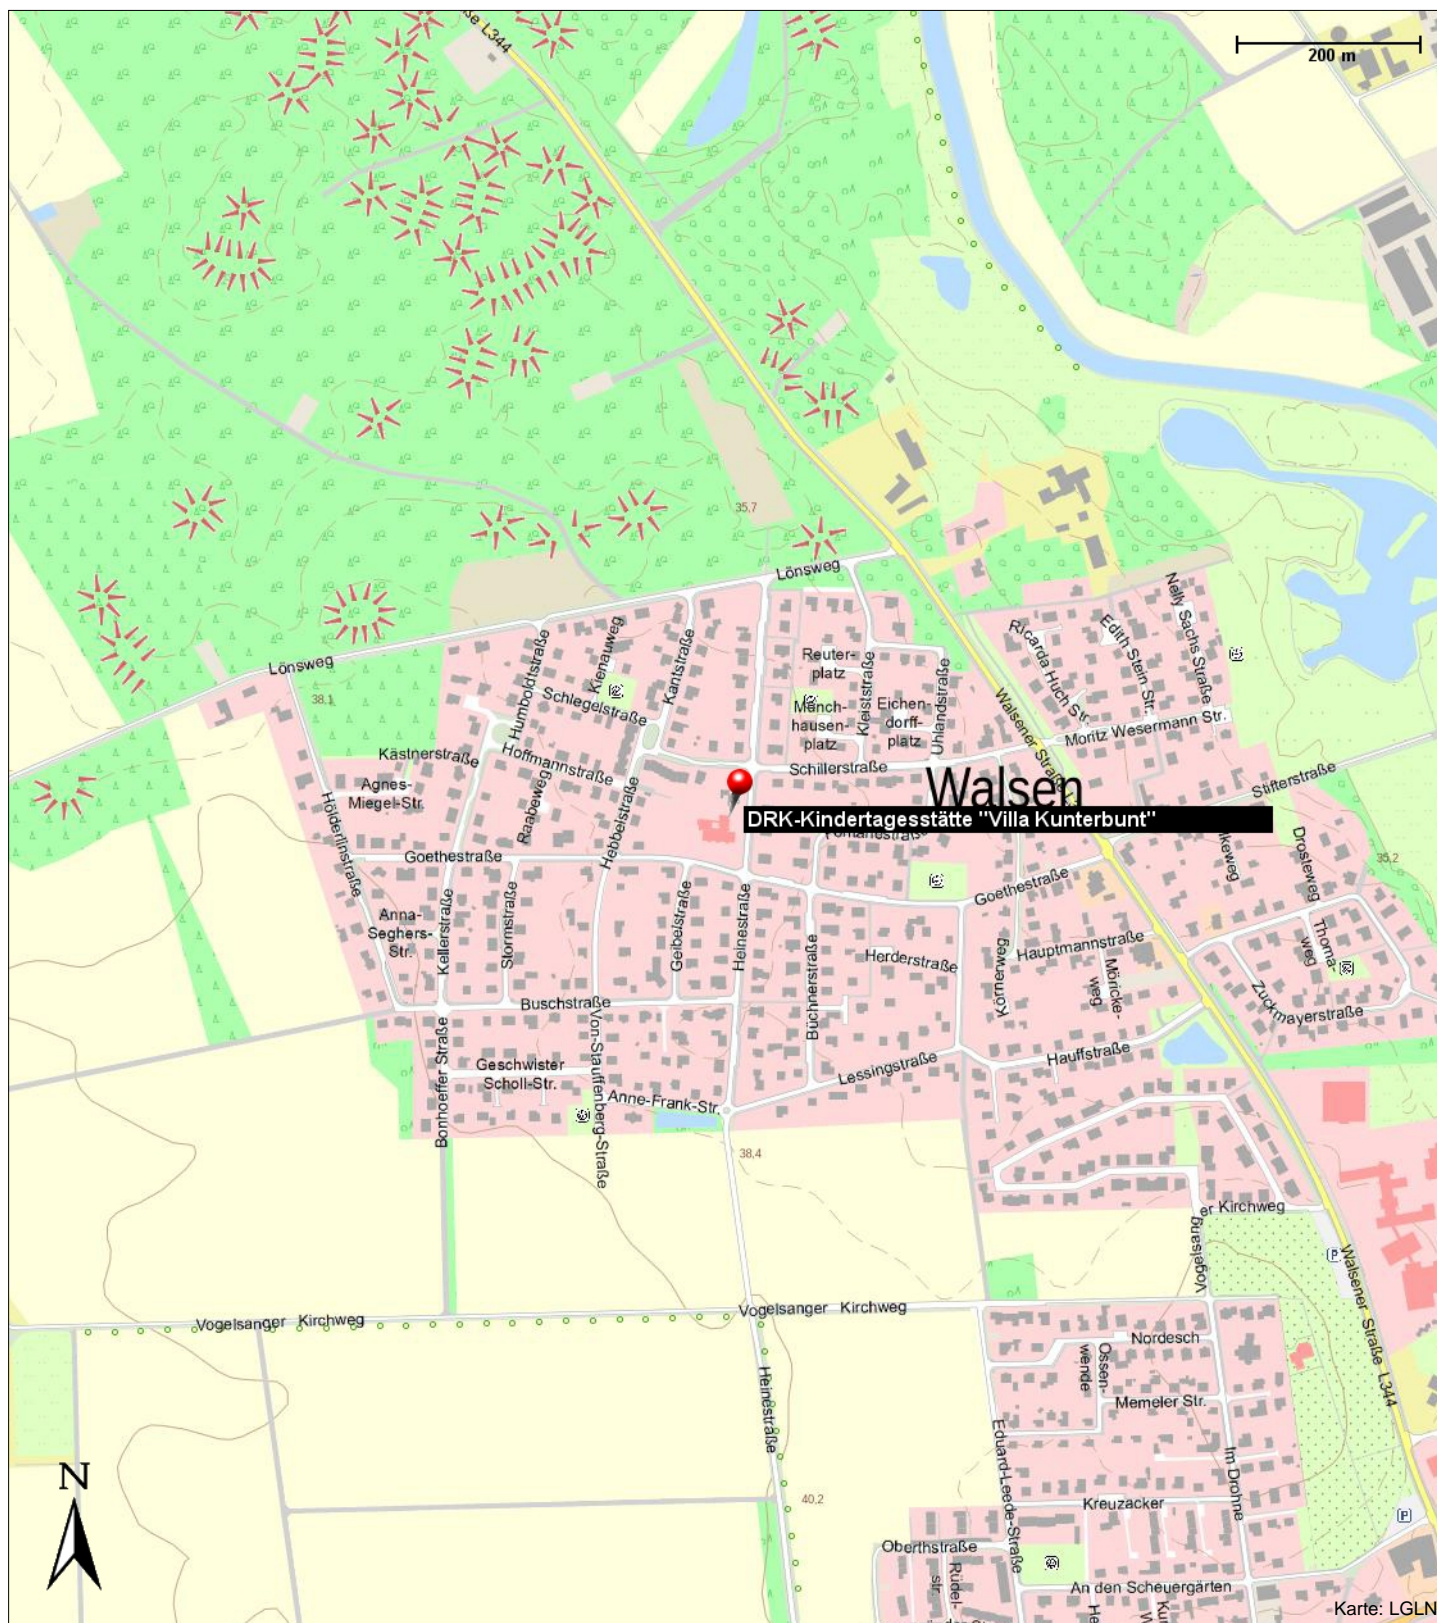 ße L344
200 m
35,7
Lönsweg
Lönsweg
38,1
Humboldtstraße
Kienauweg
Kantstraße
Schlegelstraße
Reuter-
platz
Kleiststraße
Münch-
hausen-
platz
Eichen-
dorff-
platz
Uhlandstraße
Ricarda Huch Str.
Edith Stein Str.
Nelly Sachs Straße
Walsener Straße
Moritz Wesermann Str.
Kästnerstraße
Hoffmannstraße
Agnes-
Miegel-Str.
Raabeweg
Hebbelstraße
Hölderlinstraße
Schillerstraße
Walsen
DRK-Kindertagesstätte "Villa Kunterbunt"
Stifterstraße
Drosteweg
35,2
Goethestraße
Goethestraße
Anna-
Seghers-
Str.
Kellerstraße
Stormstraße
Geibelstraße
Heinestraße
Büchnerstraße
Herderstraße
Körnerweg
Hauptmannstraße
Möricke-
weg
Thoma-
weg
Zuckmayerstraße
Buschstraße
Bonhoeffer Straße
Von-Stauffenberg-Straße
Geschwister
Scholl-Str.
Anne-Frank-Str.
Lessingstraße
Hauffstraße
38,4
er Kirchweg
Vogelsang
P
Walsener Straße L344
Vogelsanger Kirchweg
Vogelsanger Kirchweg
Heinestraße
Nordesch
Ossen-
wende
Memeler Str.
Eduard-Leede-Straße
Im Drohne
N
40,2
Kreuzacker
P
Oberthstraße
Rüdel-
str.
An den Scheuergärten
Karte: LGLN